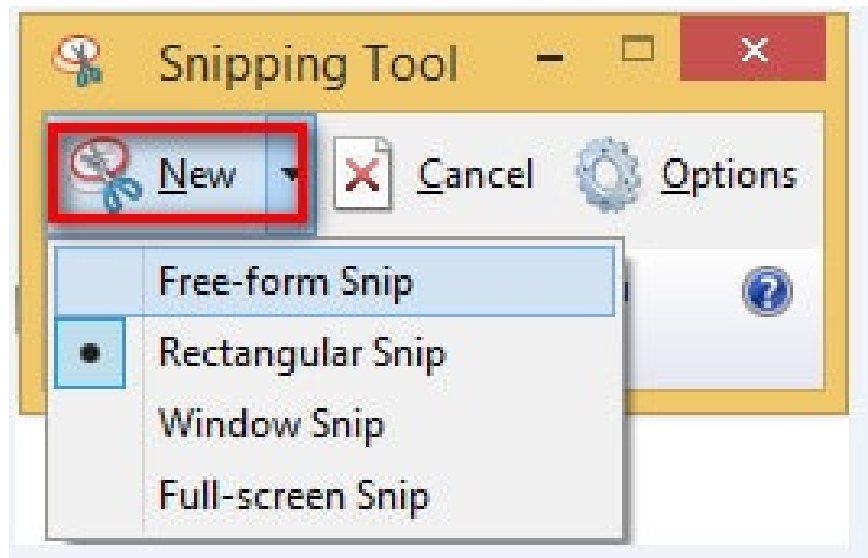 Snipping Tool
New Cancel Options
Free-form Snip
Rectangular Snip
Window Snip
Full-screen Snip